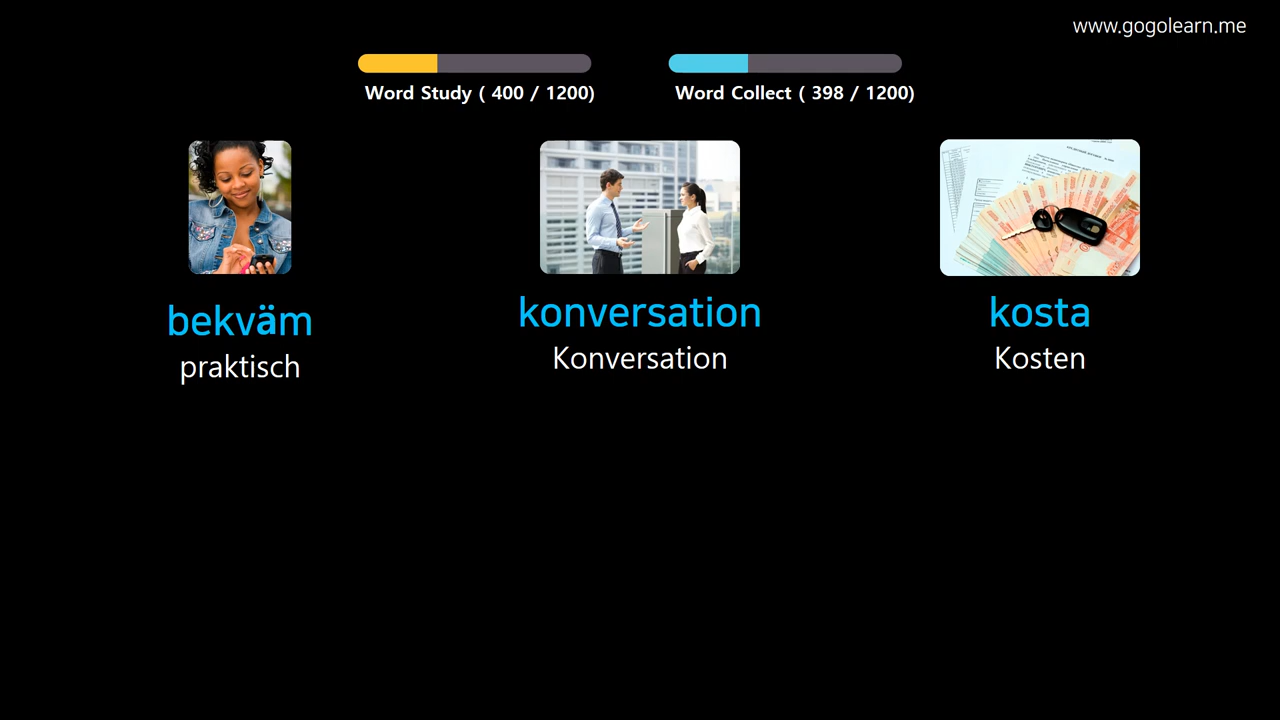 www.gogolearn.me
Word Study ( 400 / 1200)
Word Collect ( 398 / 1200)
bekväm
praktisch
konversation
Konversation
kosta
Kosten